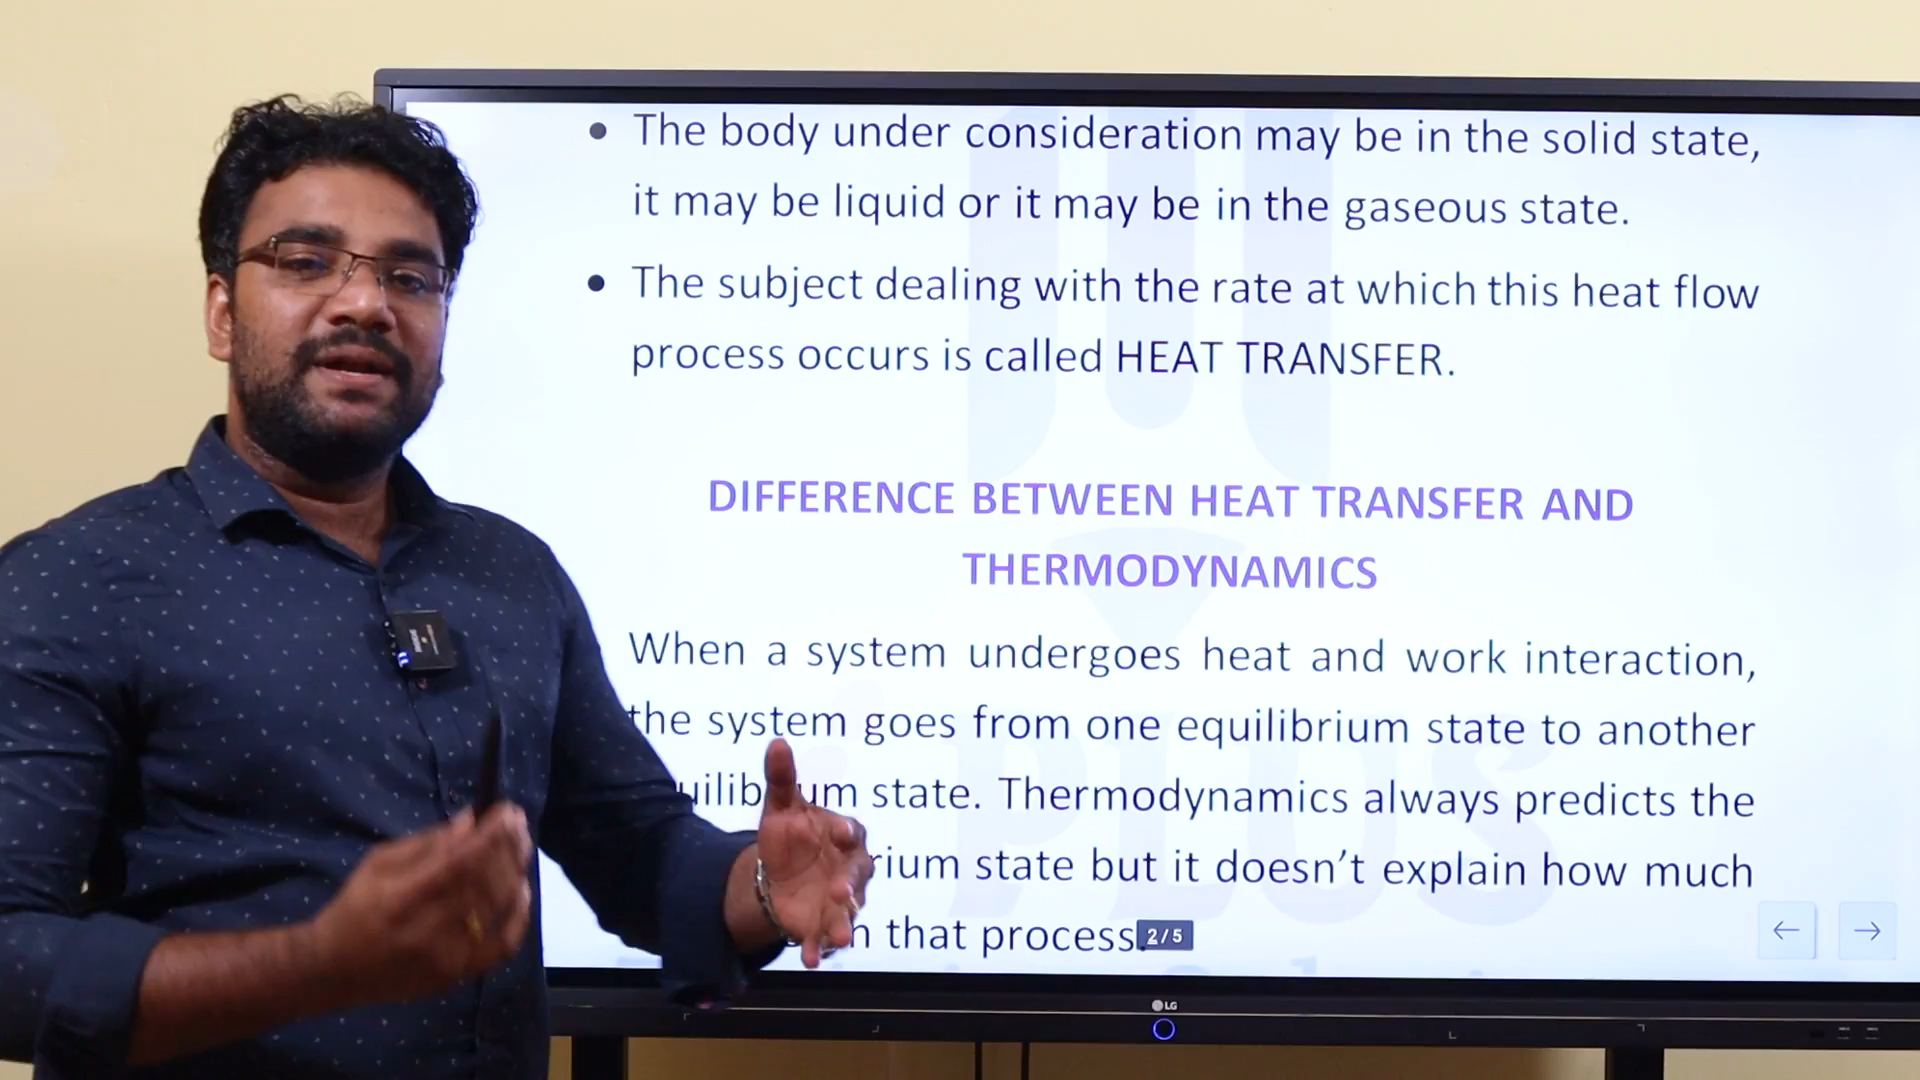 • The body under consideration may be in the solid state,
it may be liquid or it may be in the gaseous state.
• The subject dealing with the rate at which this heat flow
process occurs is called HEAT TRANSFER.
DIFFERENCE BETWEEN HEAT TRANSFER AND
THERMODYNAMICS
When a system undergoes heat and work interaction,
the system goes from one equilibrium state to another
state. Thermodynamics always predicts the
state but it doesn't explain how much
that process.
2/5
PLUS
LG